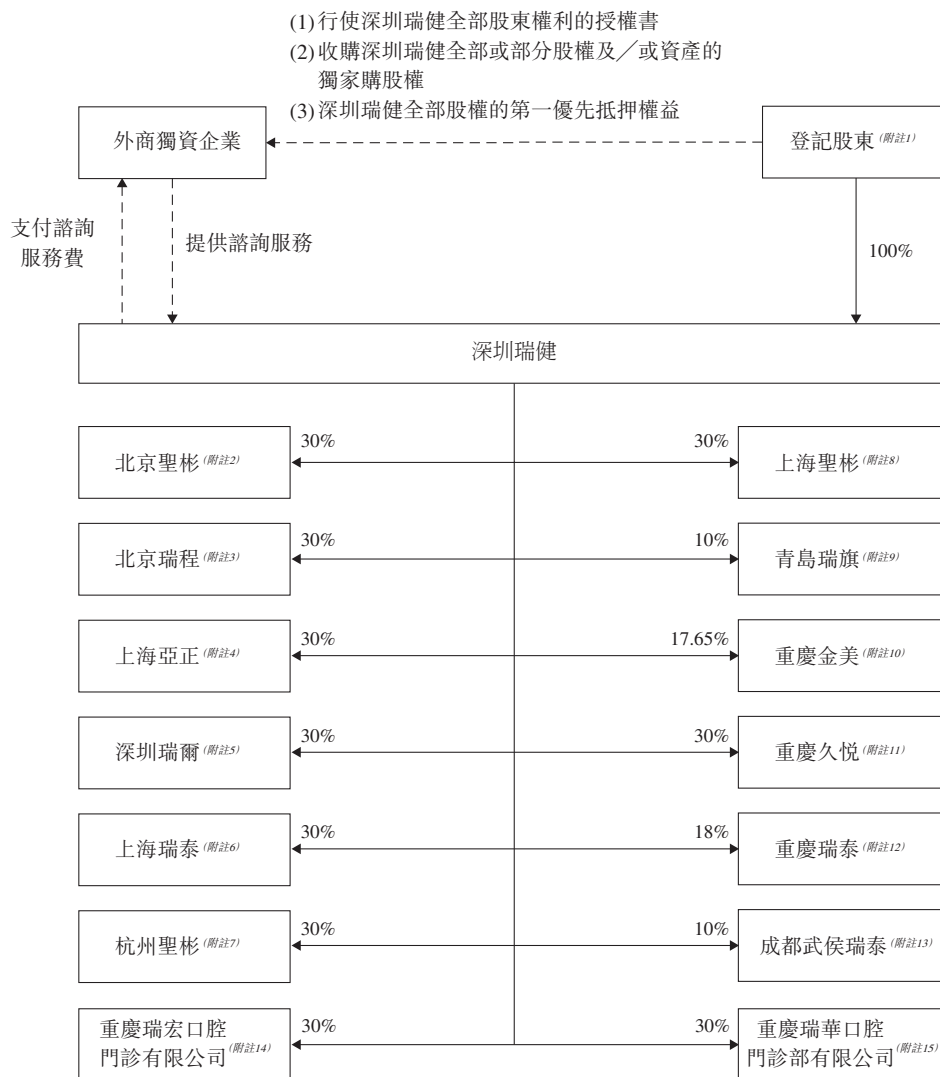 (1) 行使深圳瑞健全部股東權利的授權書
(2) 收購深圳瑞健全部或部分股權及／或資產的
獨家購股權
(3) 深圳瑞健全部股權的第一優先抵押權益
外商獨資企業
登記股東(附註1)
支付諮詢
服務費
提供諮詢服務
100%
深圳瑞健
30%
30%
北京聖彬(附註2)
上海聖彬(附註8)
30%
10%
北京瑞程(附註3)
青島瑞旗(附註9)
30%
17.65%
上海亞正(附註4)
重慶金美(附註10)
30%
30%
深圳瑞爾(附註5)
重慶久悦(附註11)
30%
18%
上海瑞泰(附註6)
重慶瑞泰(附註12)
30%
10%
杭州聖彬(附註7)
成都武侯瑞泰(附註13)
30%
30%
重慶瑞宏口腔
門診有限公司(附註14)
重慶瑞華口腔
門診部有限公司(附註15)